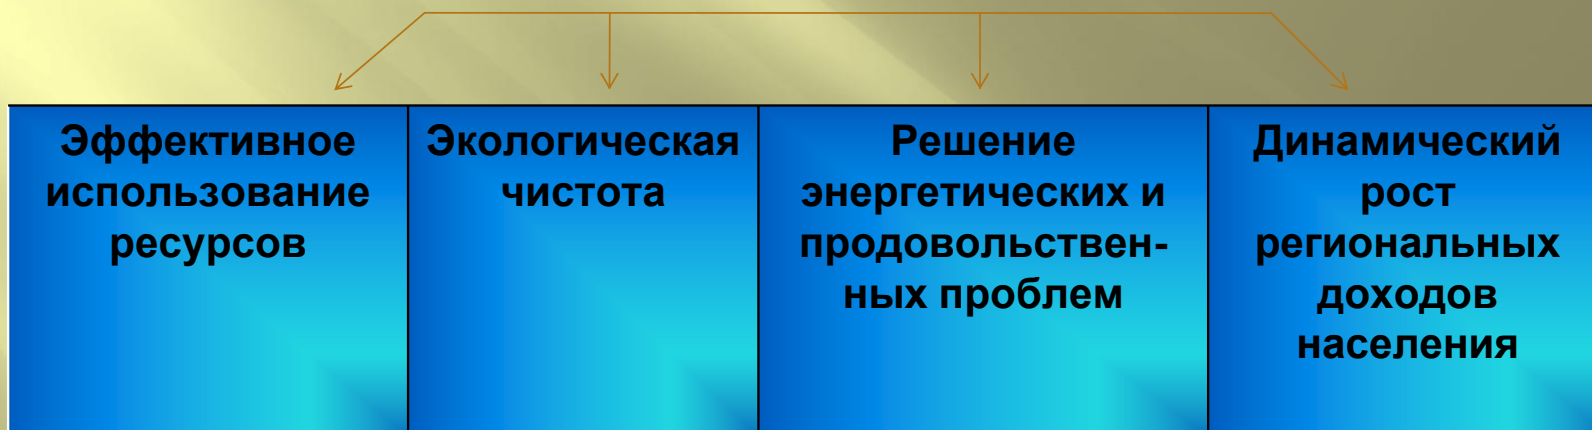 Эффективное
использование
ресурсов
Экологическая
чистота
Решение
энергетических и
продовольствен-
ных проблем
Динамический
рост
региональных
доходов
населения